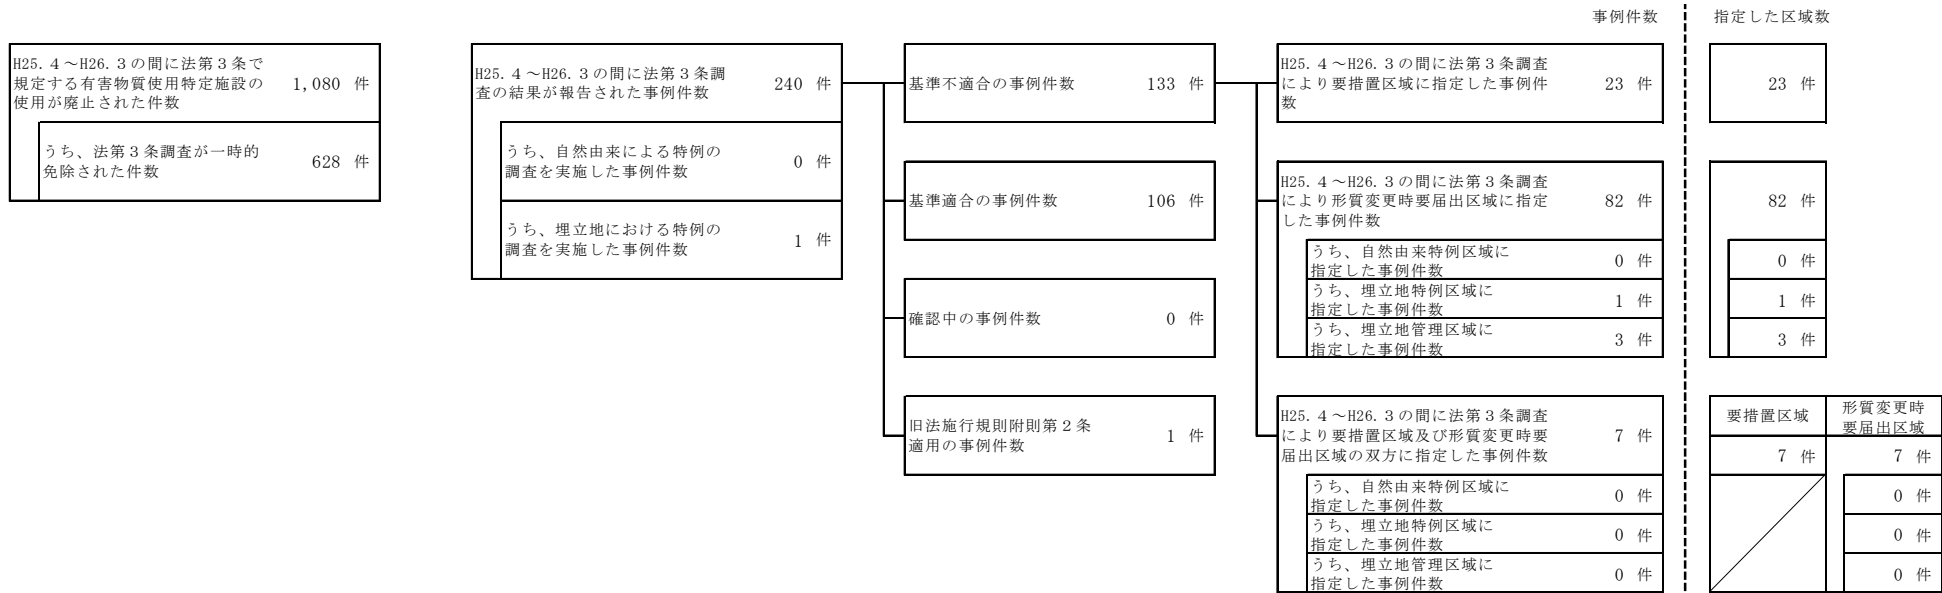 事例件数
指定した区域数
H25.4～H26.3の間に法第３条で
規定する有害物質使用特定施設の
使用が廃止された件数
1,080 件
うち、法第３条調査が一時的
免除された件数
628 件
H25.4～H26.3の間に法第３条調
査の結果が報告された事例件数
240 件
うち、自然由来による特例の
調査を実施した事例件数
0 件
うち、埋立地における特例の
調査を実施した事例件数
1 件
基準不適合の事例件数
133 件
基準適合の事例件数
106 件
確認中の事例件数
0 件
旧法施行規則附則第２条
適用の事例件数
1 件
H25.4～H26.3の間に法第３条調査
により要措置区域に指定した事例件
数
23 件
23 件
H25.4～H26.3の間に法第３条調査
により形質変更時要届出区域に指定
した事例件数
82 件
82 件
うち、自然由来特例区域に
指定した事例件数
0 件
0 件
うち、埋立地特例区域に
指定した事例件数
1 件
1 件
うち、埋立地管理区域に
指定した事例件数
3 件
3 件
H25.4～H26.3の間に法第３条調査
により要措置区域及び形質変更時要
届出区域の双方に指定した事例件数
7 件
要措置区域
形質変更時
要届出区域
7 件
7 件
うち、自然由来特例区域に
指定した事例件数
0 件
0 件
うち、埋立地特例区域に
指定した事例件数
0 件
0 件
うち、埋立地管理区域に
指定した事例件数
0 件
0 件